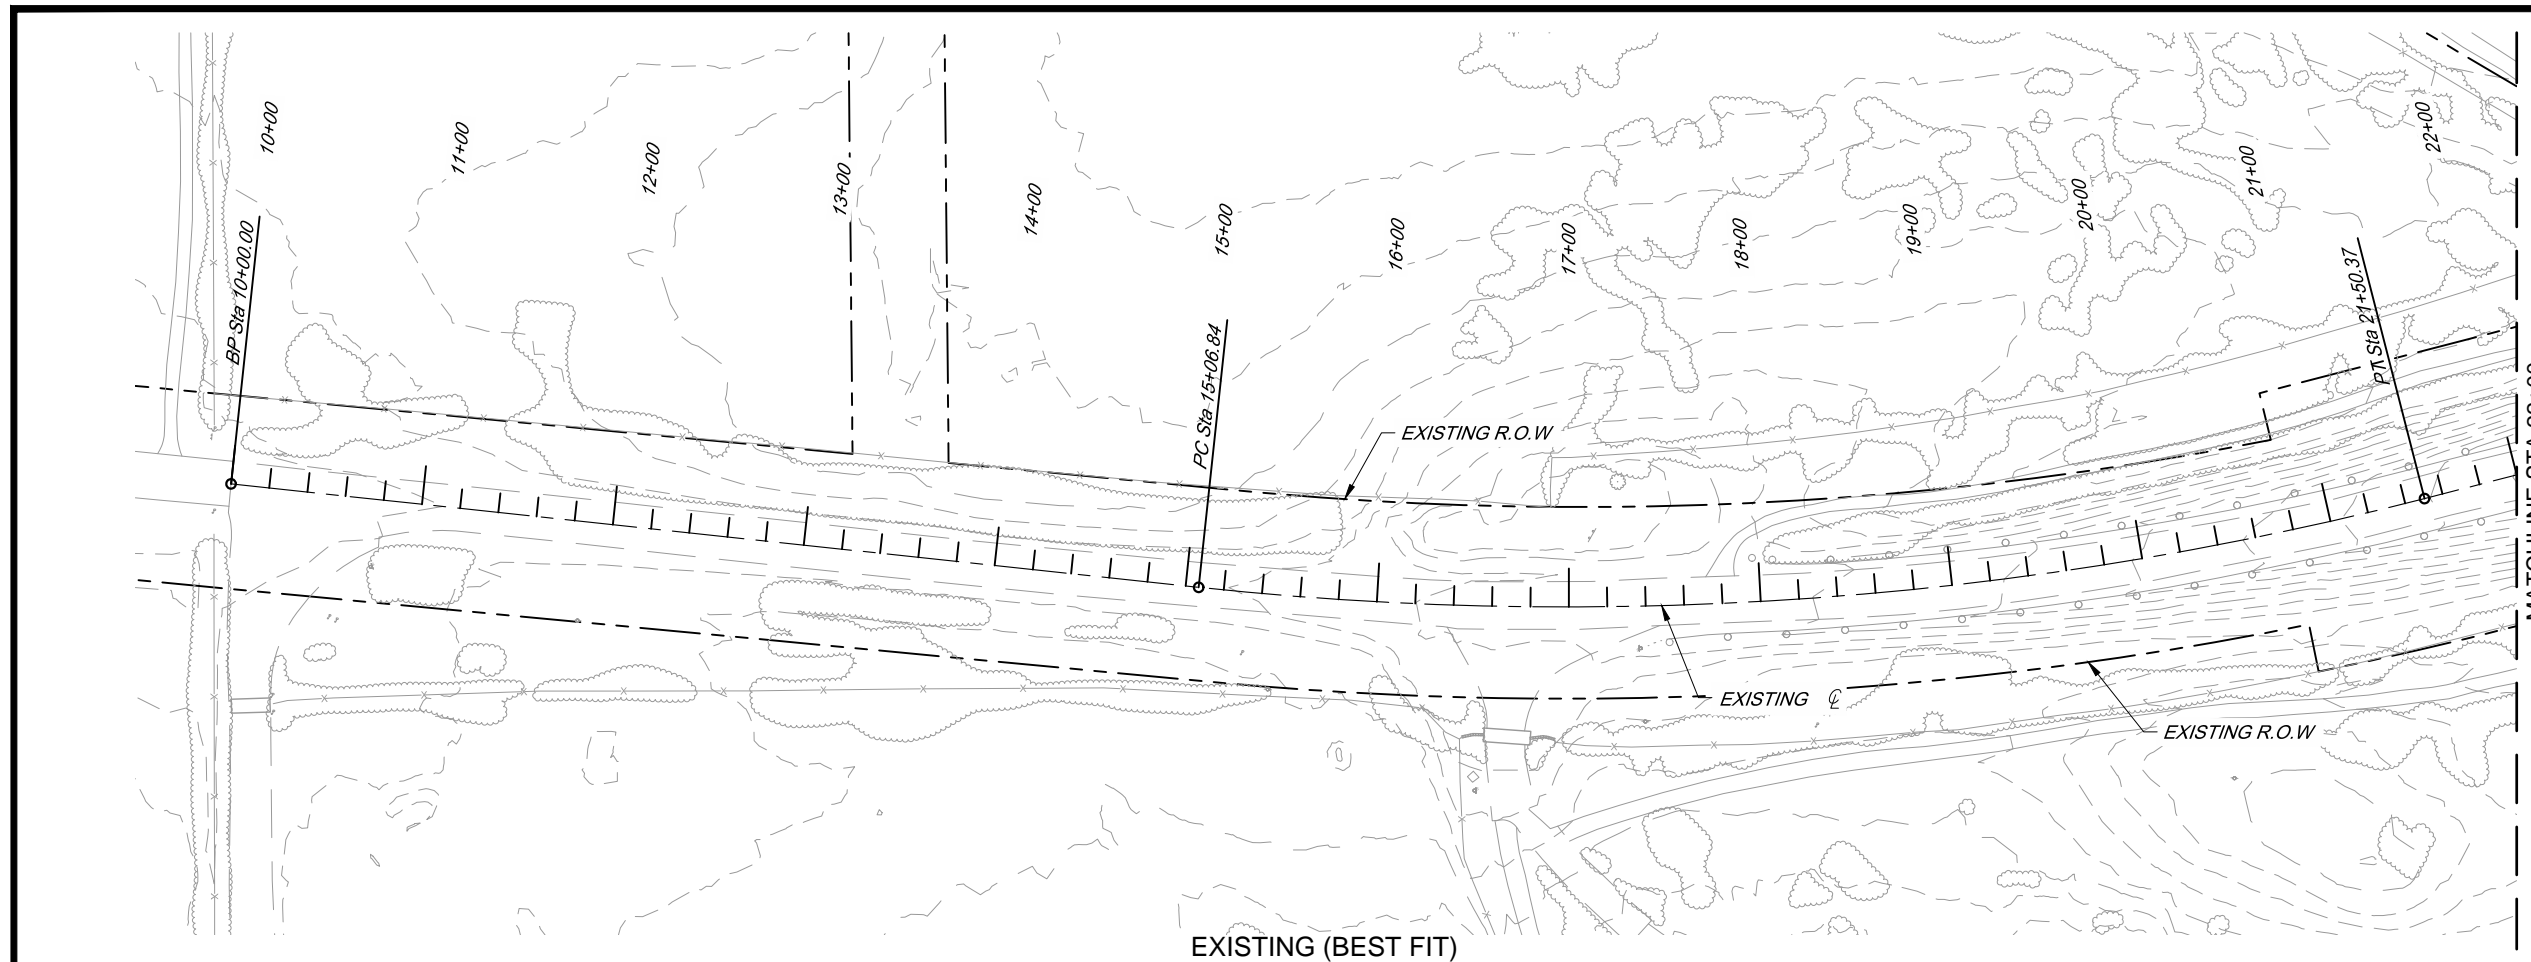 10+00
11+00
12+00
13+00
14+00
15+00
16+00
17+00
18+00
19+00
20+00
21+00
22+00
BP Sta 10+00.00
PC Sta 15+06.84
PT Sta 21+50.37
EXISTING R.O.W
EXISTING ℄
EXISTING R.O.W
EXISTING (BEST FIT)